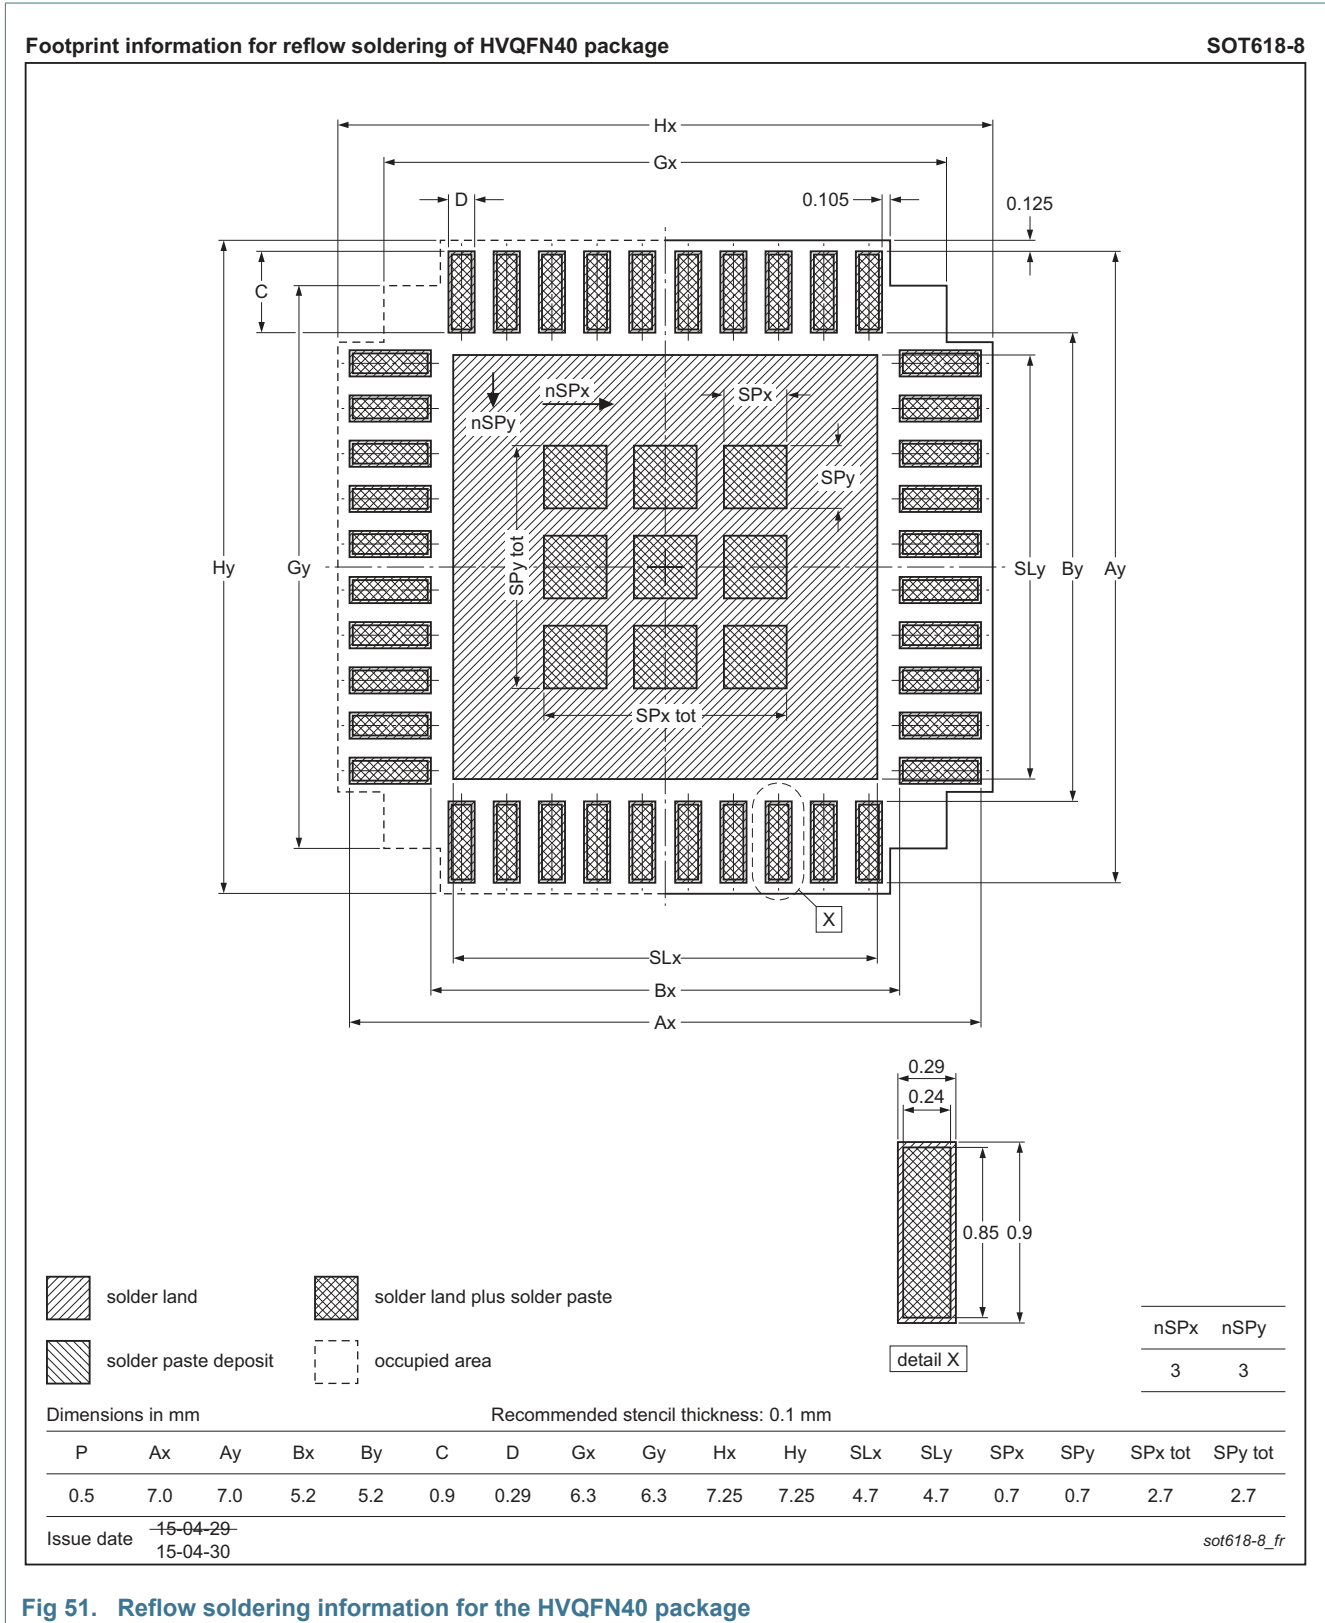 Footprint information for reflow soldering of HVQFN40 package SOT618-8
Hx
Gx
D
0.105
0.125
C
nSPx
nSPy
SPx
SPy
SPy tot
Hy
Gy
SLy
By
Ay
SPx tot
X
SLx
Bx
Ax
0.29
0.24
0.85 0.9
detail X
solder land
solder land plus solder paste
solder paste deposit
occupied area
nSPx nSPy
3 3
Dimensions in mm Recommended stencil thickness: 0.1 mm
P Ax Ay Bx By C D Gx Gy Hx Hy SLx SLy SPx SPy SPx tot SPy tot
0.5 7.0 7.0 5.2 5.2 0.9 0.29 6.3 6.3 7.25 7.25 4.7 4.7 0.7 0.7 2.7 2.7
Issue date 15-04-29
15-04-30
sot618-8_fr
Fig 51. Reflow soldering information for the HVQFN40 package